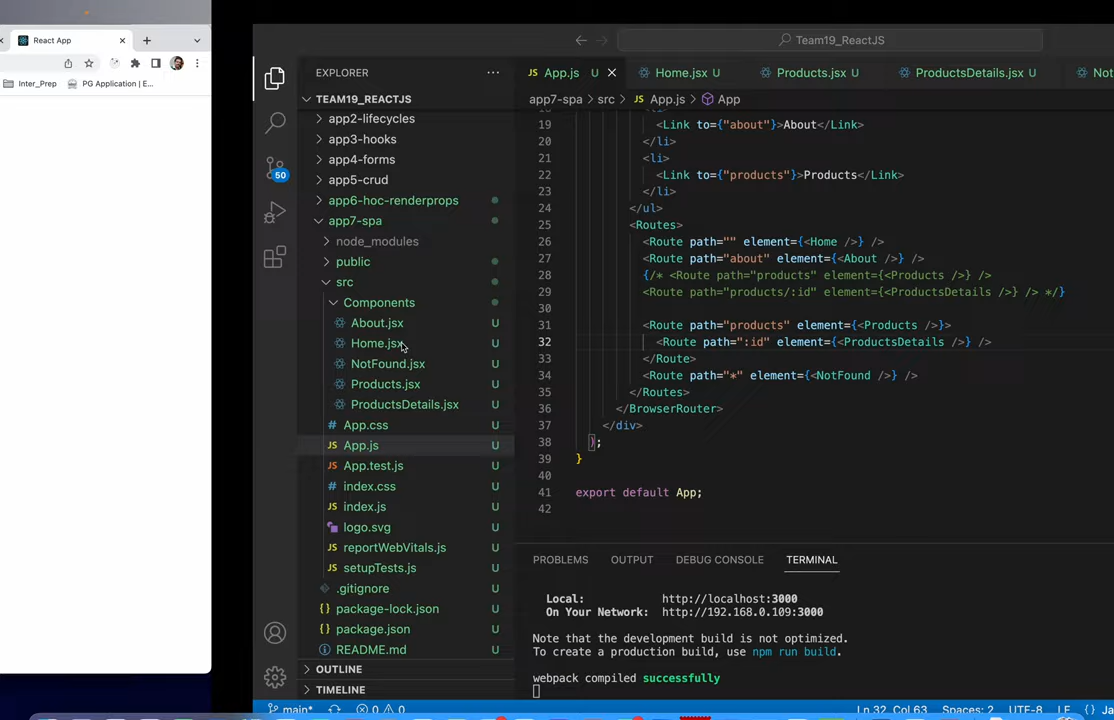 React App
Inter_Prep
PG Application | E...
Team19_ReactJS
EXPLORER
TEAM19_REACTJS
app2-lifecycles
app3-hooks
app4-forms
app5-crud
app6-hoc-renderprops
app7-spa
node_modules
public
src
Components
About.jsx U
Home.jsx U
NotFound.jsx U
Products.jsx U
ProductsDetails.jsx U
App.css U
App.js U
App.test.js U
index.css U
index.js U
logo.svg U
reportWebVitals.js U
setupTests.js U
.gitignore
package-lock.json U
package.json U
README.md U
OUTLINE
TIMELINE
50
App.js U
Home.jsx U
Products.jsx U
ProductsDetails.jsx U
Not
app7-spa > src > App.js > App
19 <Link to={"about"}>About</Link>
20 </li>
21 <li>
22 <Link to={"products"}>Products</Link>
23 </li>
24 </ul>
25 <Routes>
26 <Route path="" element={<Home />} />
27 <Route path="about" element={<About />} />
28 {/* <Route path="products" element={<Products />} />
29 <Route path="products/:id" element={<ProductsDetails />} /> */}
30
31 <Route path="products" element={<Products />}>
32 <Route path=":id" element={<ProductsDetails />} />
33 </Route>
34 <Route path="*" element={<NotFound />} />
35 </Routes>
36 </BrowserRouter>
37 </div>
38 );
39 }
40
41 export default App;
42
PROBLEMS OUTPUT DEBUG CONSOLE TERMINAL
Local: http://localhost:3000
On Your Network: http://192.168.0.109:3000
Note that the development build is not optimized.
To create a production build, use npm run build.
webpack compiled successfully
main* 0 0 Ln 32, Col 63 Spaces: 2 UTF-8 LF {} Ja